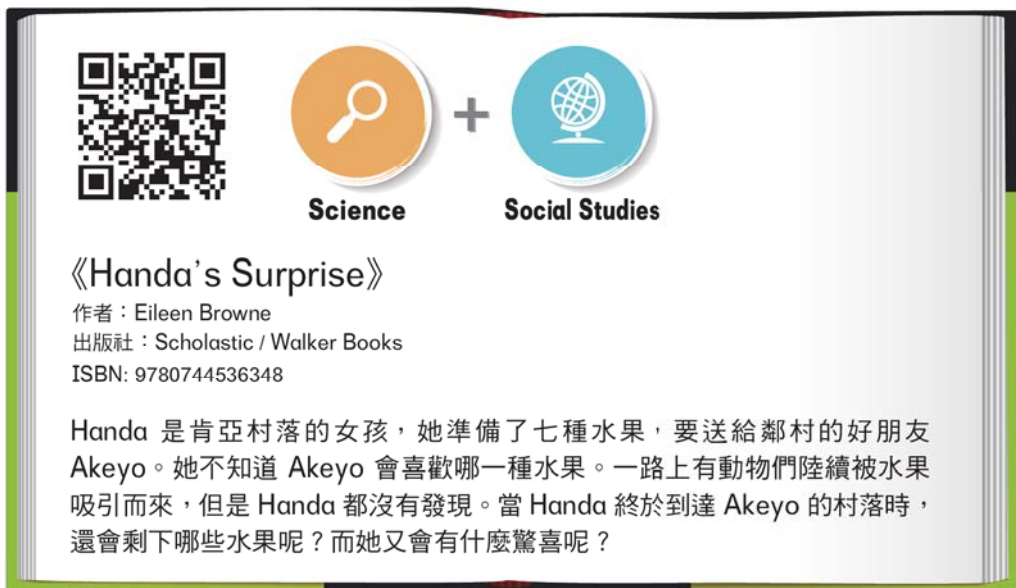 Science + Social Studies
《Handa's Surprise》
作者：Eileen Browne
出版社：Scholastic / Walker Books
ISBN: 9780744536348
Handa 是肯亞村落的女孩，她準備了七種水果，要送給鄰村的好朋友
Akeyo。她不知道 Akeyo 會喜歡哪一種水果。一路上有動物們陸續被水果
吸引而來，但是 Handa 都沒有發現。當 Handa 終於到達 Akeyo 的村落時，
還會剩下哪些水果呢？而她又會有什麼驚喜呢？